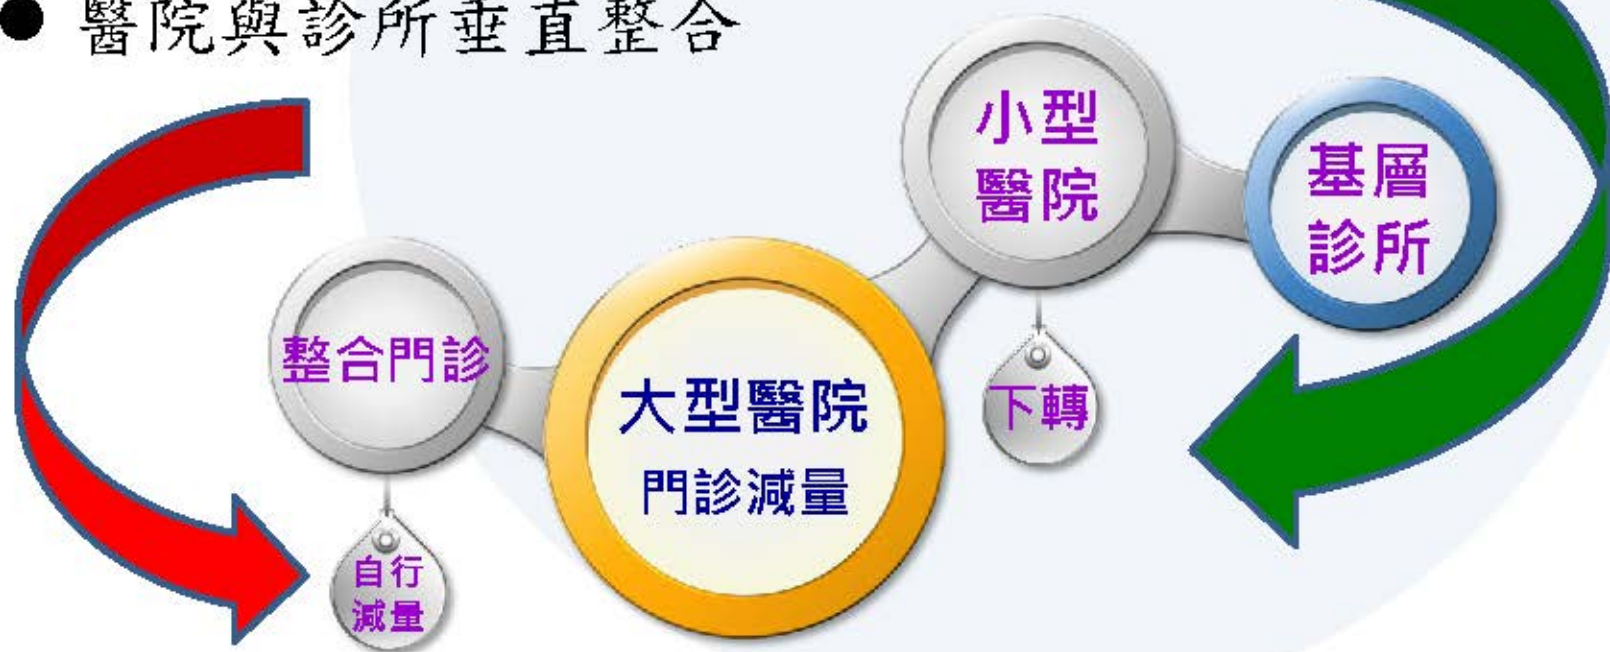 ● 醫院與診所垂直整合
小型
醫院
基層
診所
整合門診
大型醫院
門診減量
下轉
自行
減量